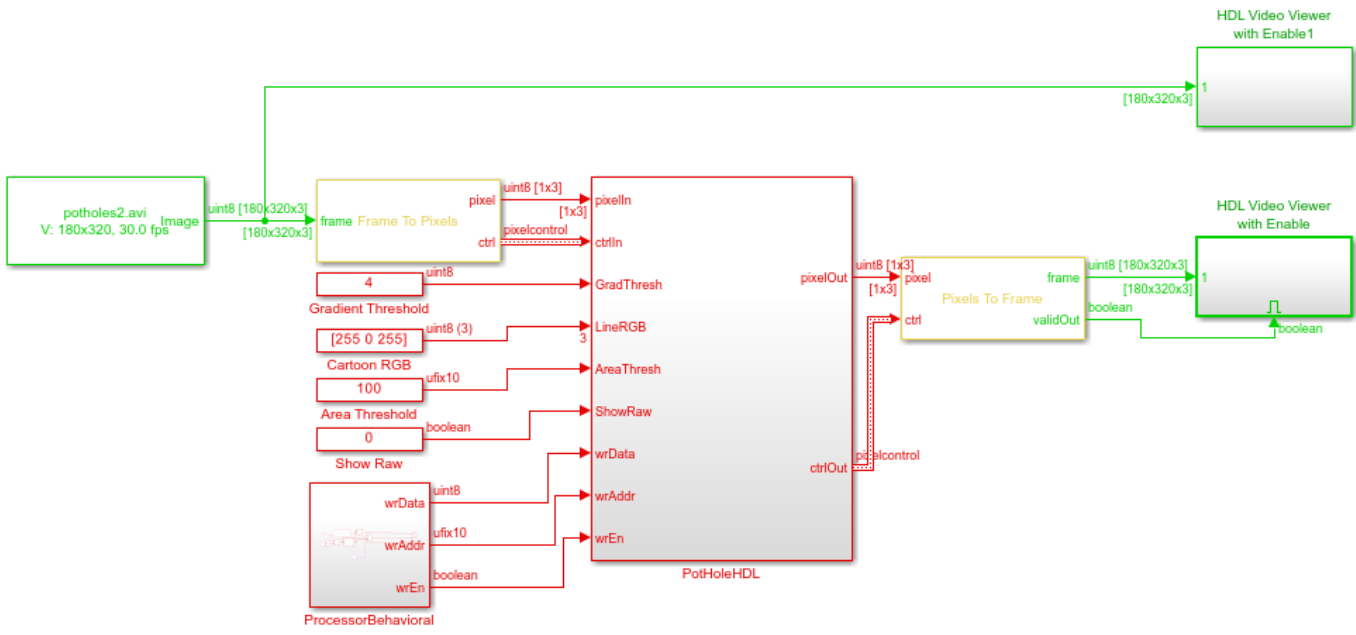 HDL Video Viewer
with Enable1
1
[180x320x3]
potholes2.avi
V: 180x320, 30.0 fps
Image
uint8 [180x320x3]
[180x320x3]
frame
Frame To Pixels
pixel
ctrl
uint8 [1x3]
[1x3]
pixelcontrol
4
uint8
Gradient Threshold
[255 0 255]
uint8 (3)
3
Cartoon RGB
100
ufix10
Area Threshold
0
boolean
Show Raw
wrData
wrAddr
wrEn
uint8
ufix10
boolean
ProcessorBehavioral
pixelIn
ctrlIn
GradThresh
LineRGB
AreaThresh
ShowRaw
wrData
wrAddr
wrEn
pixelOut
ctrlOut
PotHoleHDL
uint8 [1x3]
[1x3]
pixelcontrol
pixel
ctrl
Pixels To Frame
frame
validOut
uint8 [180x320x3]
[180x320x3]
boolean
HDL Video Viewer
with Enable
1
boolean